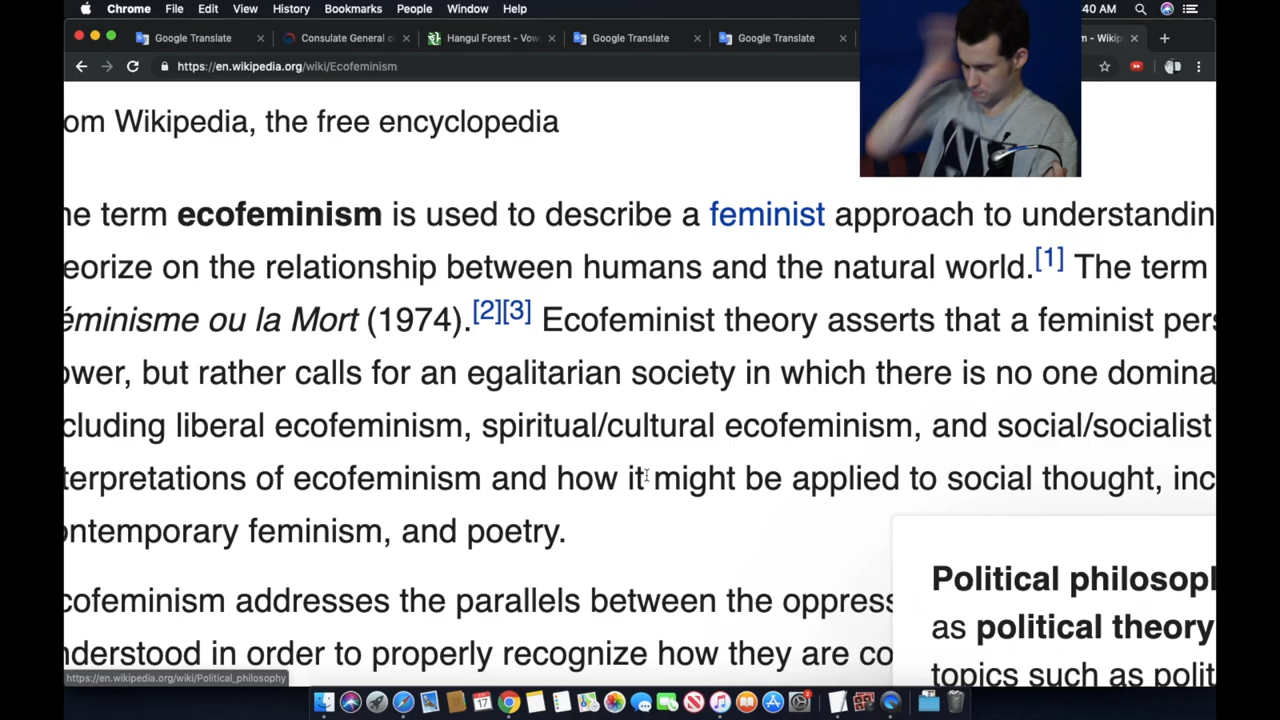 Chrome File Edit View History Bookmarks People Window Help :40 AM
Google Translate Consulate General o Hangul Forest - Vow Google Translate Google Translate m - Wikip
https://en.wikipedia.org/wiki/Ecofeminism
om Wikipedia, the free encyclopedia
he term ecofeminism is used to describe a feminist approach to understandin
eorize on the relationship between humans and the natural world.[1] The term
éminisme ou la Mort (1974).[2][3] Ecofeminist theory asserts that a feminist pers
ower, but rather calls for an egalitarian society in which there is no one domina
cluding liberal ecofeminism, spiritual/cultural ecofeminism, and social/socialist
terpretations of ecofeminism and how it might be applied to social thought, inc
ontemporary feminism, and poetry.
cofeminism addresses the parallels between the oppress
nderstood in order to properly recognize how they are co
Political philosoph
as political theory
topics such as polit
https://en.wikipedia.org/wiki/Political_philosophy
17